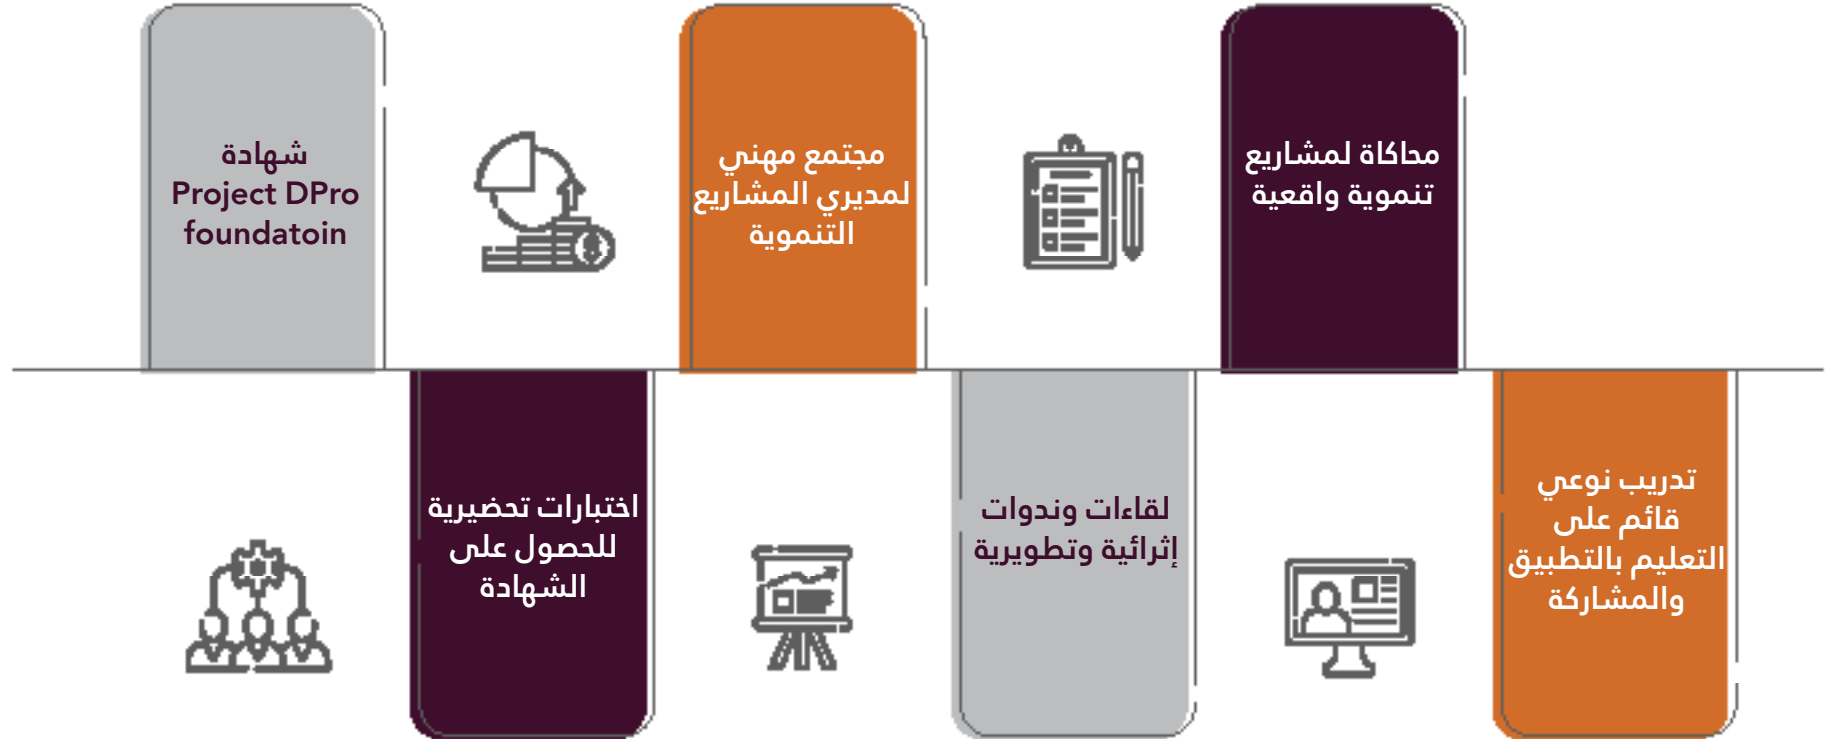 تدريب نوعي
قائم على
التعليم بالتطبيق
والمشاركة
محاكاة لمشاريع
تنموية واقعية
لقاءات وندوات
إثرائية وتطويرية
مجتمع مهني
لمديري المشاريع
التنموية
اختبارات تحضيرية
للحصول على
الشهادة
شهادة
Project DPro
foundatoin